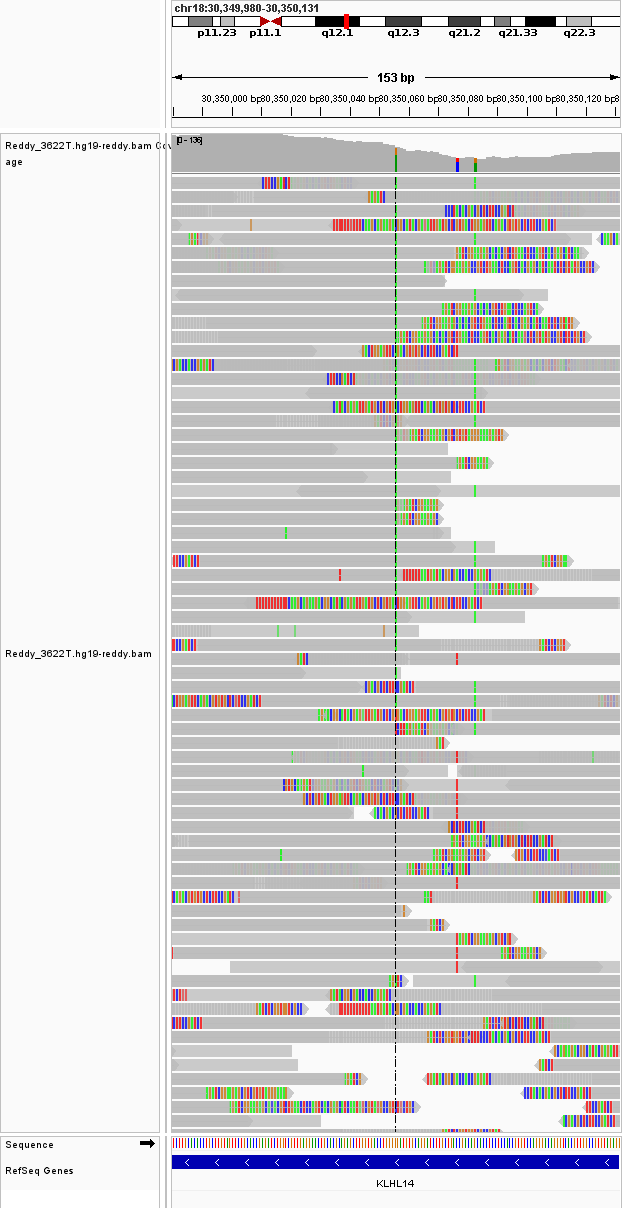 chr18:30,349,980-30,350,131
p11.23 p11.1 q12.1 q12.3 q21.2 q21.33 q22.3
153 bp
30,350,000 bp 30,350,020 bp 30,350,040 bp 30,350,060 bp 30,350,080 bp 30,350,100 bp 30,350,120 bp
Reddy_3622T.hg19-reddy.bam Cov
age
[0 - 136]
Reddy_3622T.hg19-reddy.bam
Sequence
RefSeq Genes
KLHL14